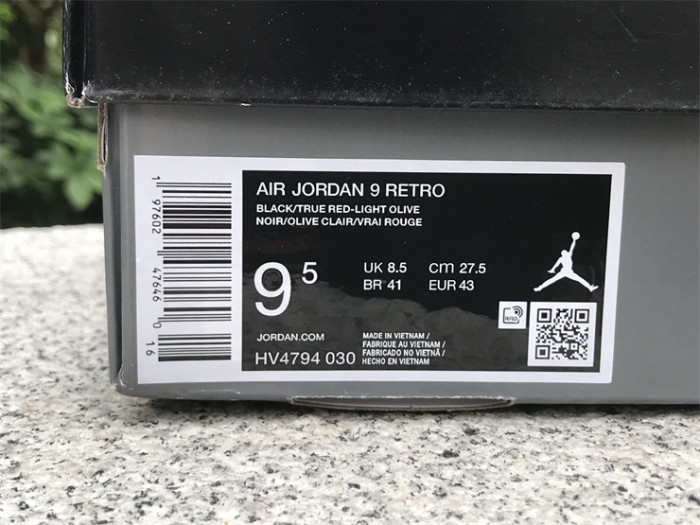 AIR JORDAN 9 RETRO
BLACK/TRUE RED-LIGHT OLIVE
NOIR/OLIVE CLAIR/VRAI ROUGE
9 5
UK 8.5 cm 27.5
BR 41 EUR 43
JORDAN.COM
HV4794 030
MADE IN VIETNAM /
FABRIQUE AU VIETNAM /
FABRICADO NO VIETNÃ /
HECHO EN VIETNAM
RFID
1 97602 47646 0 16